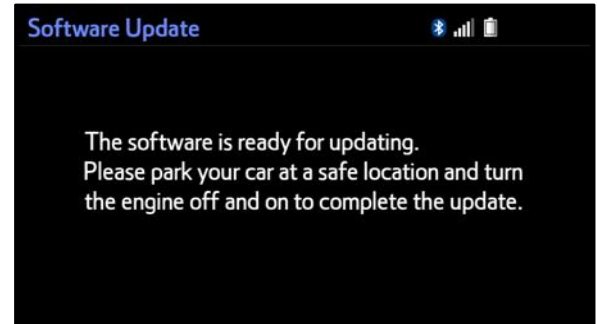 Software Update
The software is ready for updating.
Please park your car at a safe location and turn
the engine off and on to complete the update.